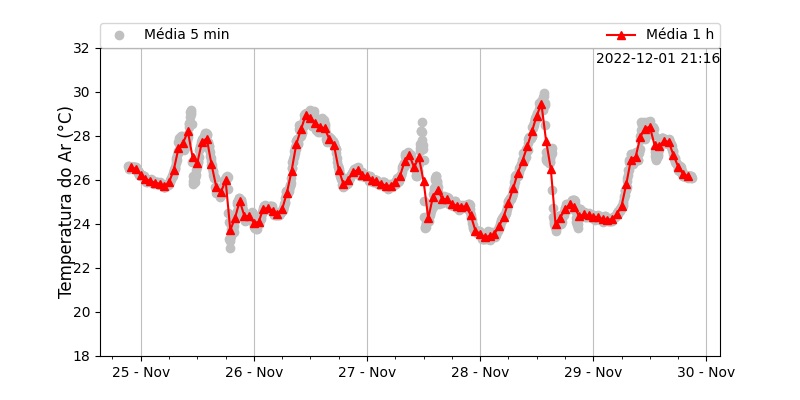 Média 5 min
Média 1 h
2022-12-01 21:16
Temperatura do Ar (°C)
32
30
28
26
24
22
20
18
25 - Nov
26 - Nov
27 - Nov
28 - Nov
29 - Nov
30 - Nov